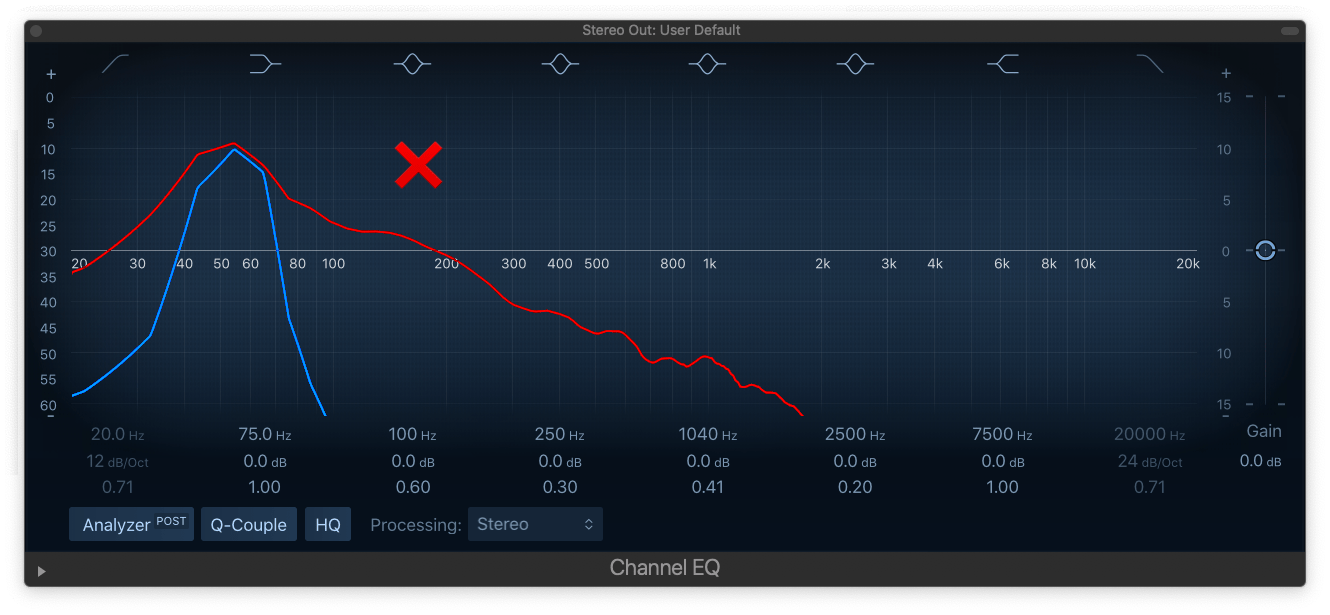 Stereo Out: User Default
+ +
0 15
5
10 10
15
20 5
25
30 0
20 30 40 50 60 80 100 200 300 400 500 800 1k 2k 3k 4k 6k 8k 10k 20k
35
40 5
45
50 10
55
60 15
- -
20.0 Hz 75.0 Hz 100 Hz 250 Hz 1040 Hz 2500 Hz 7500 Hz 20000 Hz Gain
12 dB/Oct 0.0 dB 0.0 dB 0.0 dB 0.0 dB 0.0 dB 0.0 dB 24 dB/Oct 0.0 dB
0.71 1.00 0.60 0.30 0.41 0.20 1.00 0.71
Analyzer POST Q-Couple HQ Processing: Stereo
Channel EQ